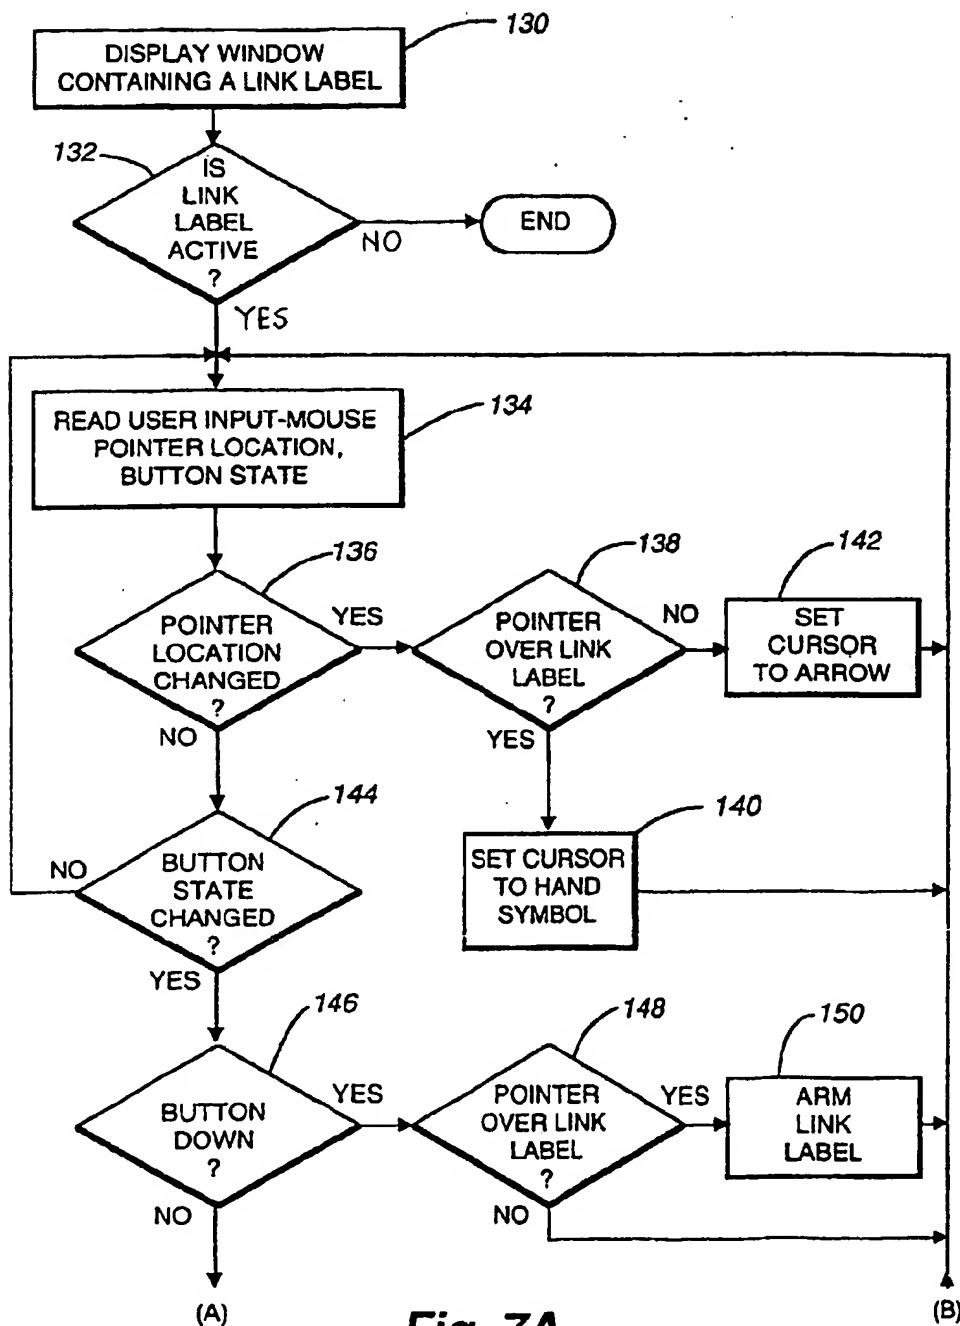 130
DISPLAY WINDOW
CONTAINING A LINK LABEL
132
IS
LINK
LABEL
ACTIVE
?
NO
END
YES
134
READ USER INPUT-MOUSE
POINTER LOCATION,
BUTTON STATE
136
POINTER
LOCATION
CHANGED
?
YES
NO
138
POINTER
OVER LINK
LABEL
?
NO
YES
142
SET
CURSOR
TO ARROW
140
SET CURSOR
TO HAND
SYMBOL
144
BUTTON
STATE
CHANGED
?
NO
YES
146
BUTTON
DOWN
?
YES
NO
148
POINTER
OVER LINK
LABEL
?
YES
NO
150
ARM
LINK
LABEL
(A)
(B)
Fig. 7A